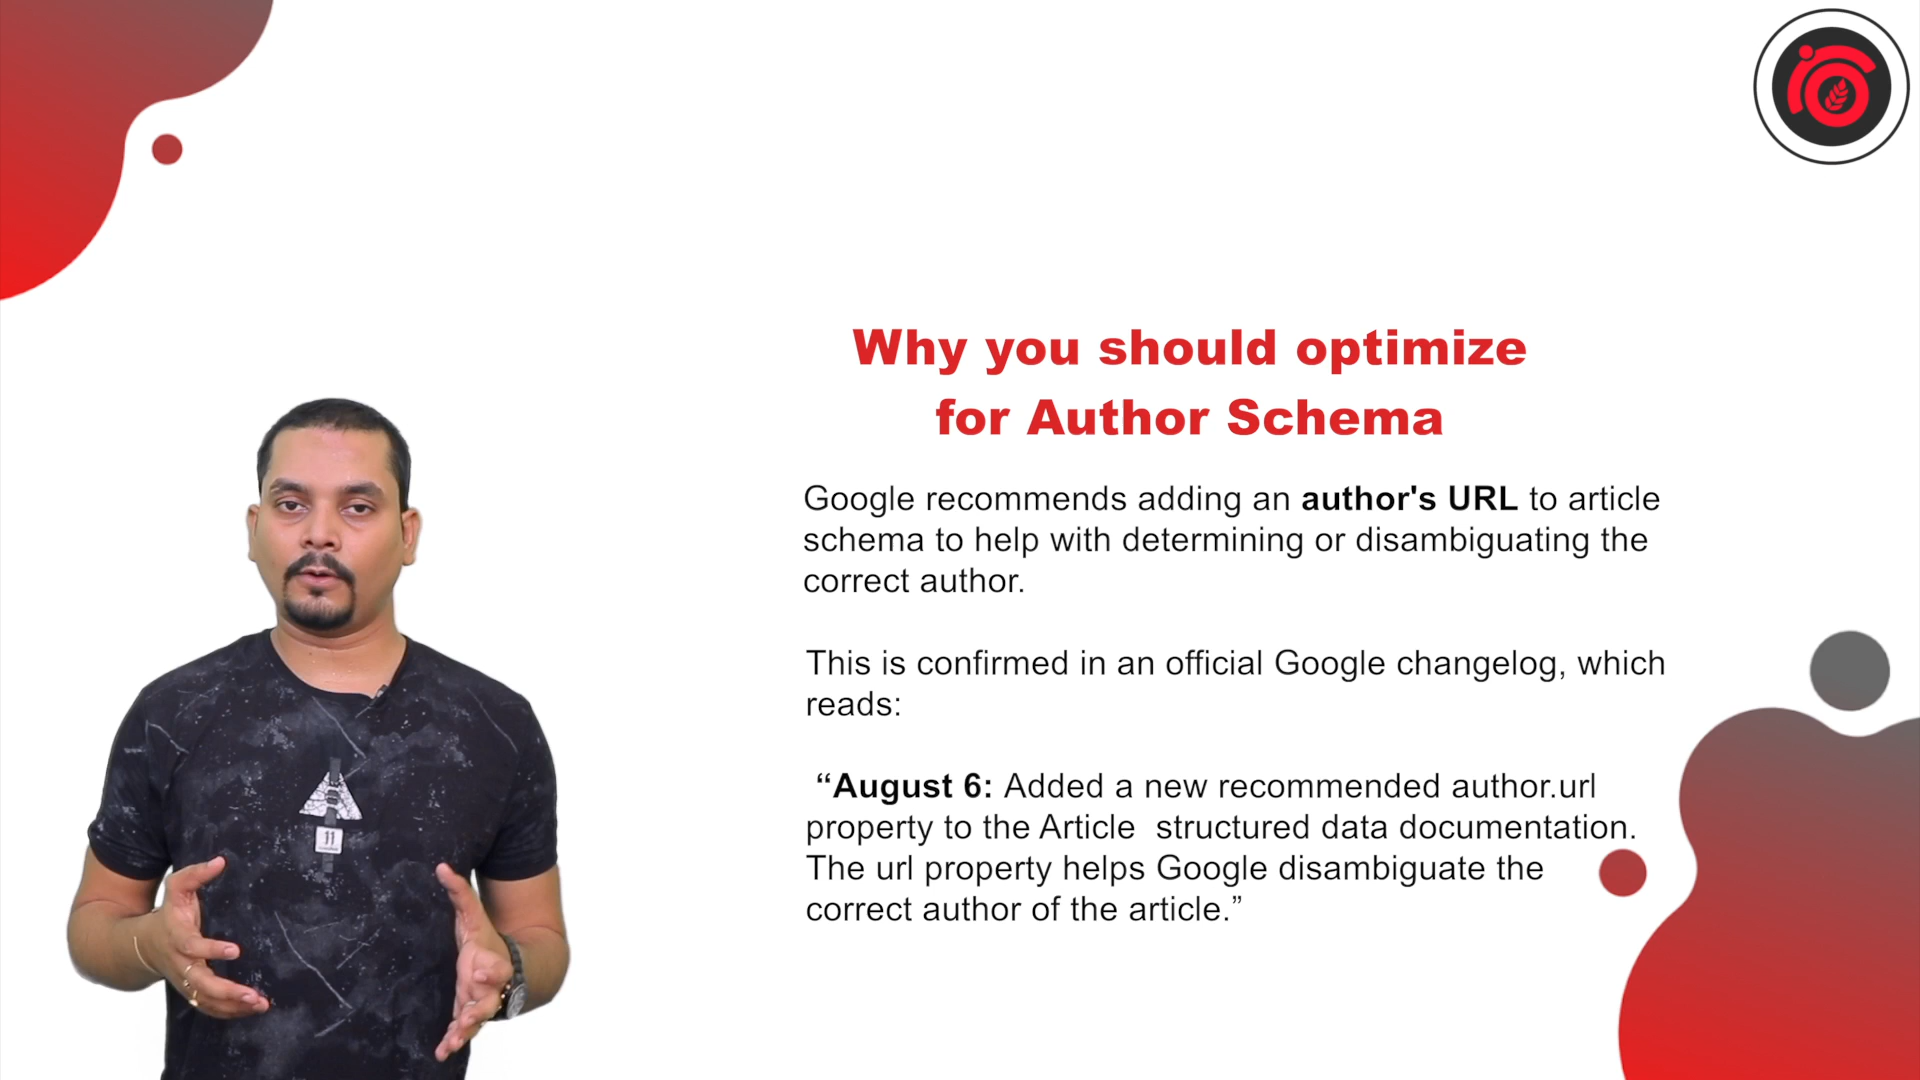 Why you should optimize
for Author Schema
Google recommends adding an author's URL to article
schema to help with determining or disambiguating the
correct author.
This is confirmed in an official Google changelog, which
reads:
“August 6: Added a new recommended author.url
property to the Article  structured data documentation.
The url property helps Google disambiguate the
correct author of the article.”
11